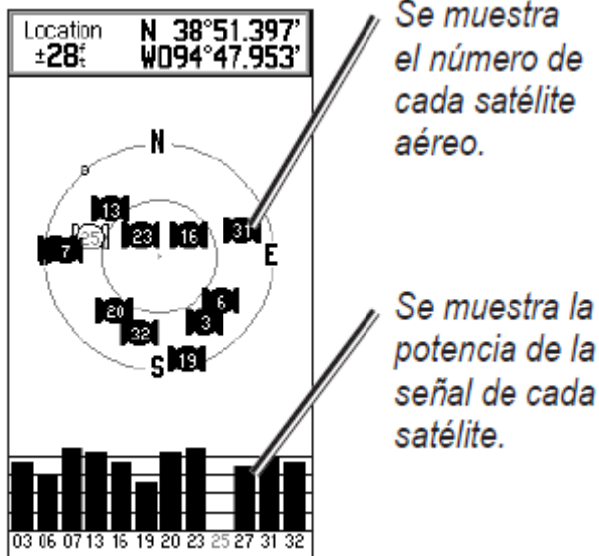 Location N 38°51.397'
±28ft W094°47.953'
Se muestra
el número de
cada satélite
aéreo.
N
13
31
25
23
16
7
E
6
20
3
32
S
19
Se muestra la
potencia de la
señal de cada
satélite.
03 06 07 13 16 19 20 23 25 27 31 32